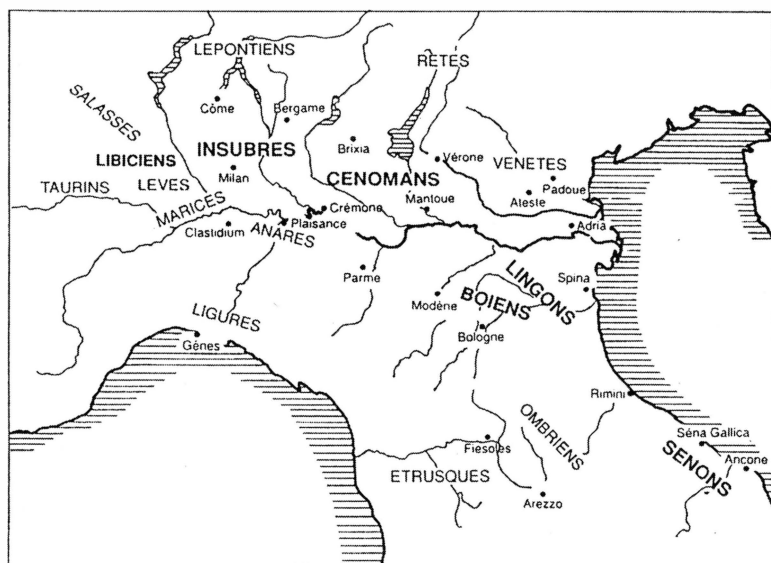 LEPONTIENS
RÈTES
SALASSES
Côme
Bergame
LIBICIENS
INSUBRES
Brixia
Vérone
VENETES
CENOMANS
TAURINS
LEVES
Milan
Padoue
Ateste
MARICES
Crémone
Mantoue
Clastidium
Plaisance
ANARES
Adria
Parme
LINGONS
Spina
Modène
BOIENS
LIGURES
Bologne
Gênes
Rimini
OMBRIENS
Séna Gallica
Fiesoles
SENONS
Ancone
ETRUSQUES
Arezzo